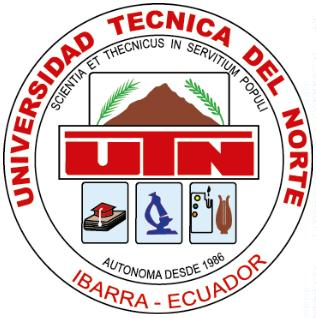 UNIVERSIDAD TECNICA DEL NORTE
SCIENTIA ET THECNICUS IN SERVITIUM POPULI
UTN
AUTONOMA DESDE 1986
IBARRA - ECUADOR